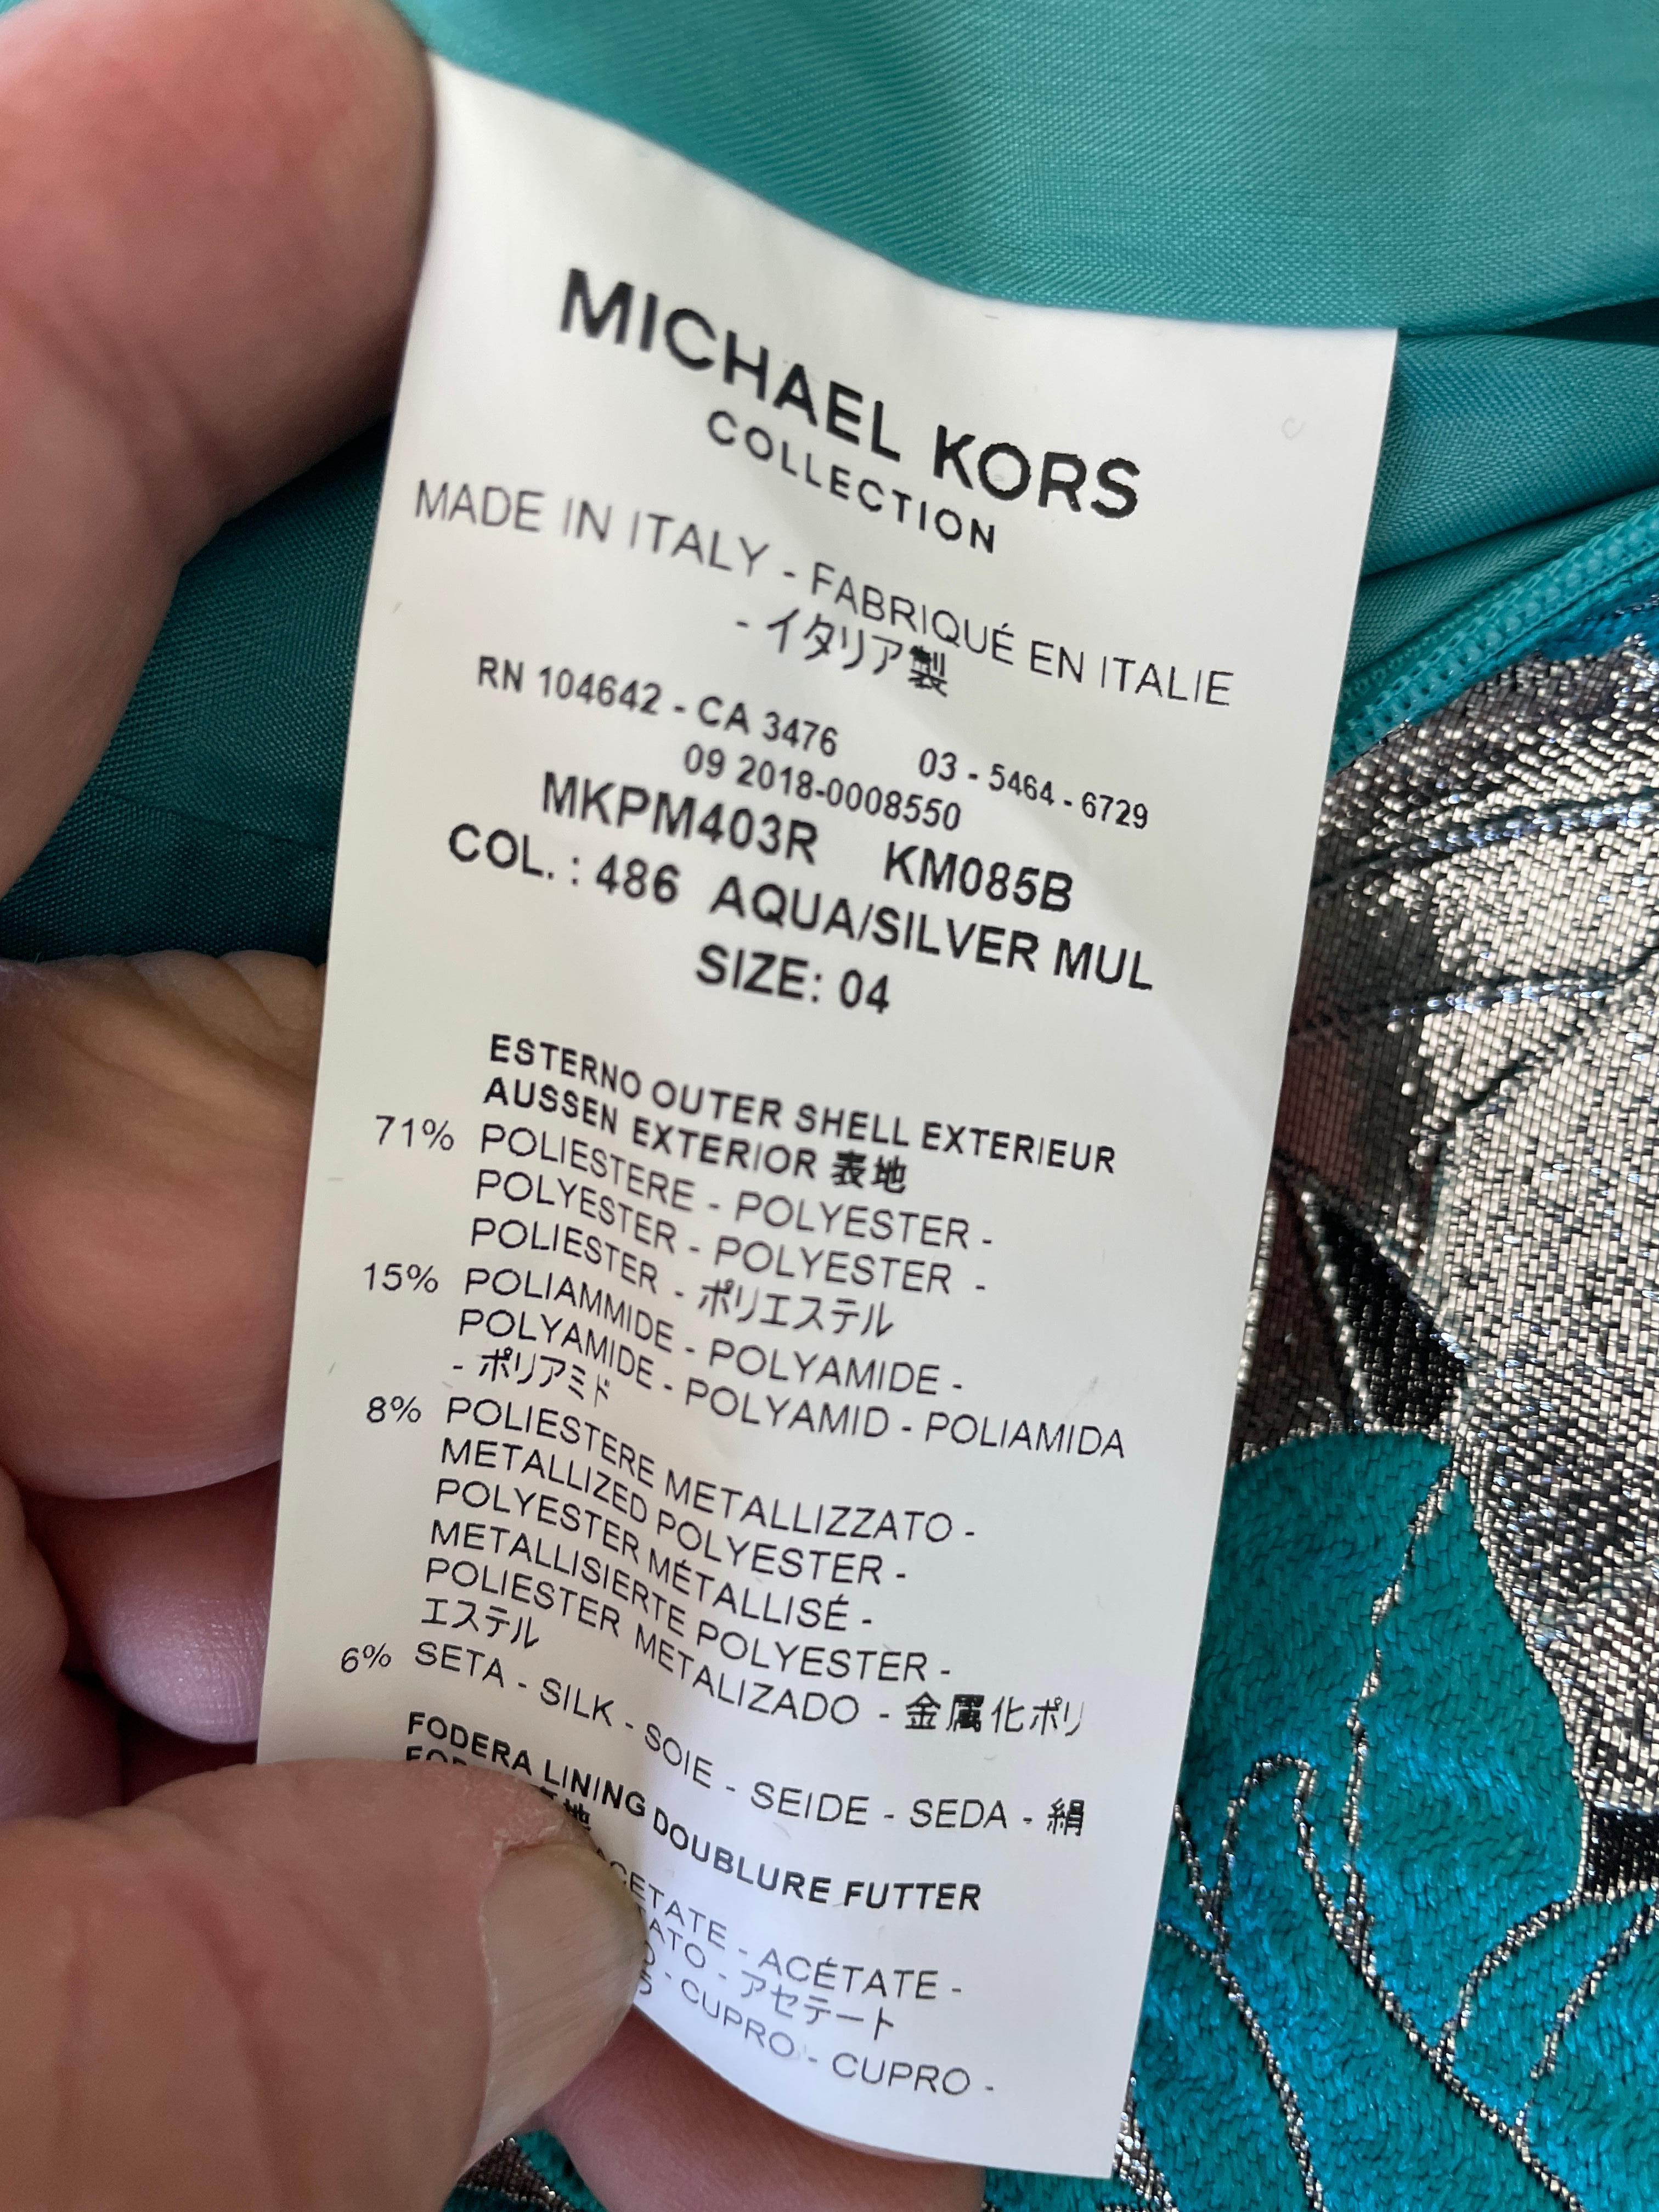 MICHAEL KORS
COLLECTION
MADE IN ITALY - FABRIQUÉ EN ITALIE
- イタリア製
RN 104642 - CA 3476 03 - 5464 - 6729
09 2018-0008550
MKPM403R KM085B
COL. : 486 AQUA/SILVER MUL
SIZE: 04
ESTERNO OUTER SHELL EXTERIEUR
AUSSEN EXTERIOR 表地
71% POLIESTERE - POLYESTER -
POLYESTER - POLYESTER -
POLIESTER - ポリエステル
15% POLIAMMIDE - POLYAMIDE -
POLYAMIDE - POLYAMID - POLIAMIDA
- ポリアミド
8% POLIESTERE METALLIZZATO -
METALLIZED POLYESTER -
POLYESTER MÉTALLISÉ -
METALLISIERTE POLYESTER -
POLIESTER METALIZADO - 金属化ポリ
エステル
6% SETA - SILK - SOIE - SEIDE - SEDA - 絹
FODERA LINING DOUBLURE FUTTER
地
- ACÉTATE -
- アセテート
- CUPRO - CUPRO -